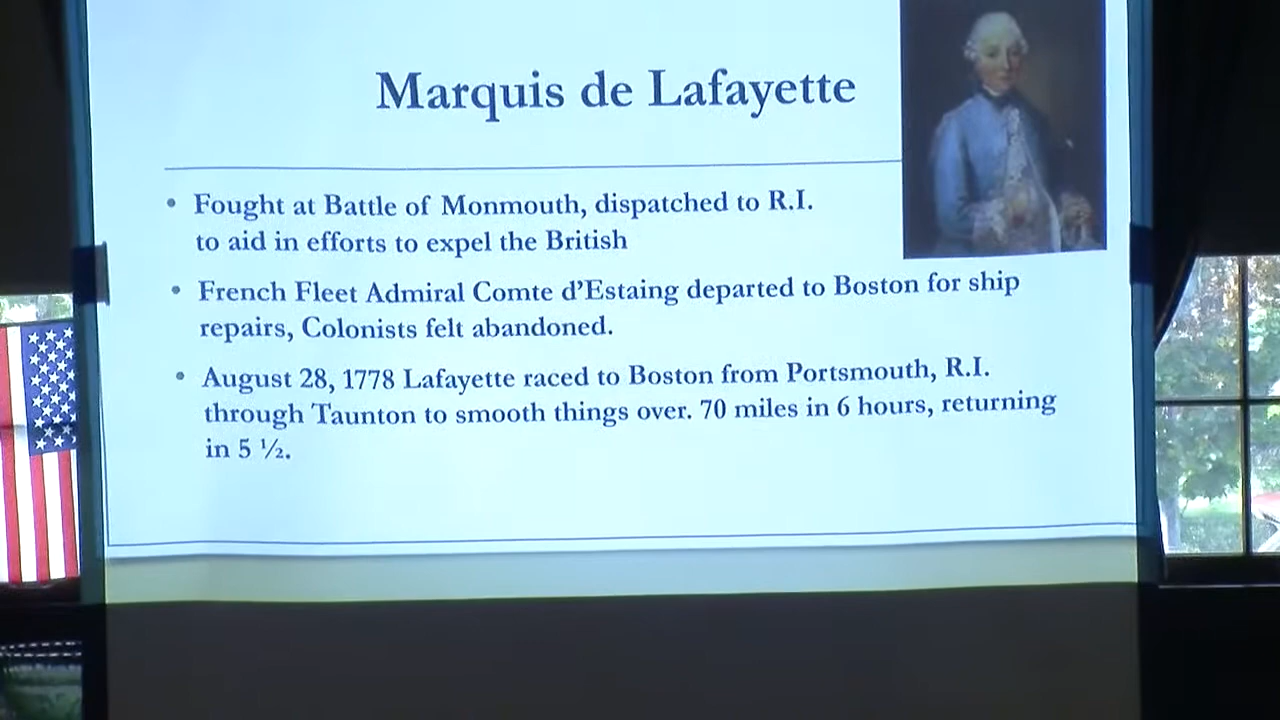 Marquis de Lafayette
• Fought at Battle of Monmouth, dispatched to R.I.
to aid in efforts to expel the British
• French Fleet Admiral Comte d’Estaing departed to Boston for ship
repairs, Colonists felt abandoned.
• August 28, 1778 Lafayette raced to Boston from Portsmouth, R.I.
through Taunton to smooth things over. 70 miles in 6 hours, returning
in 5 ½.